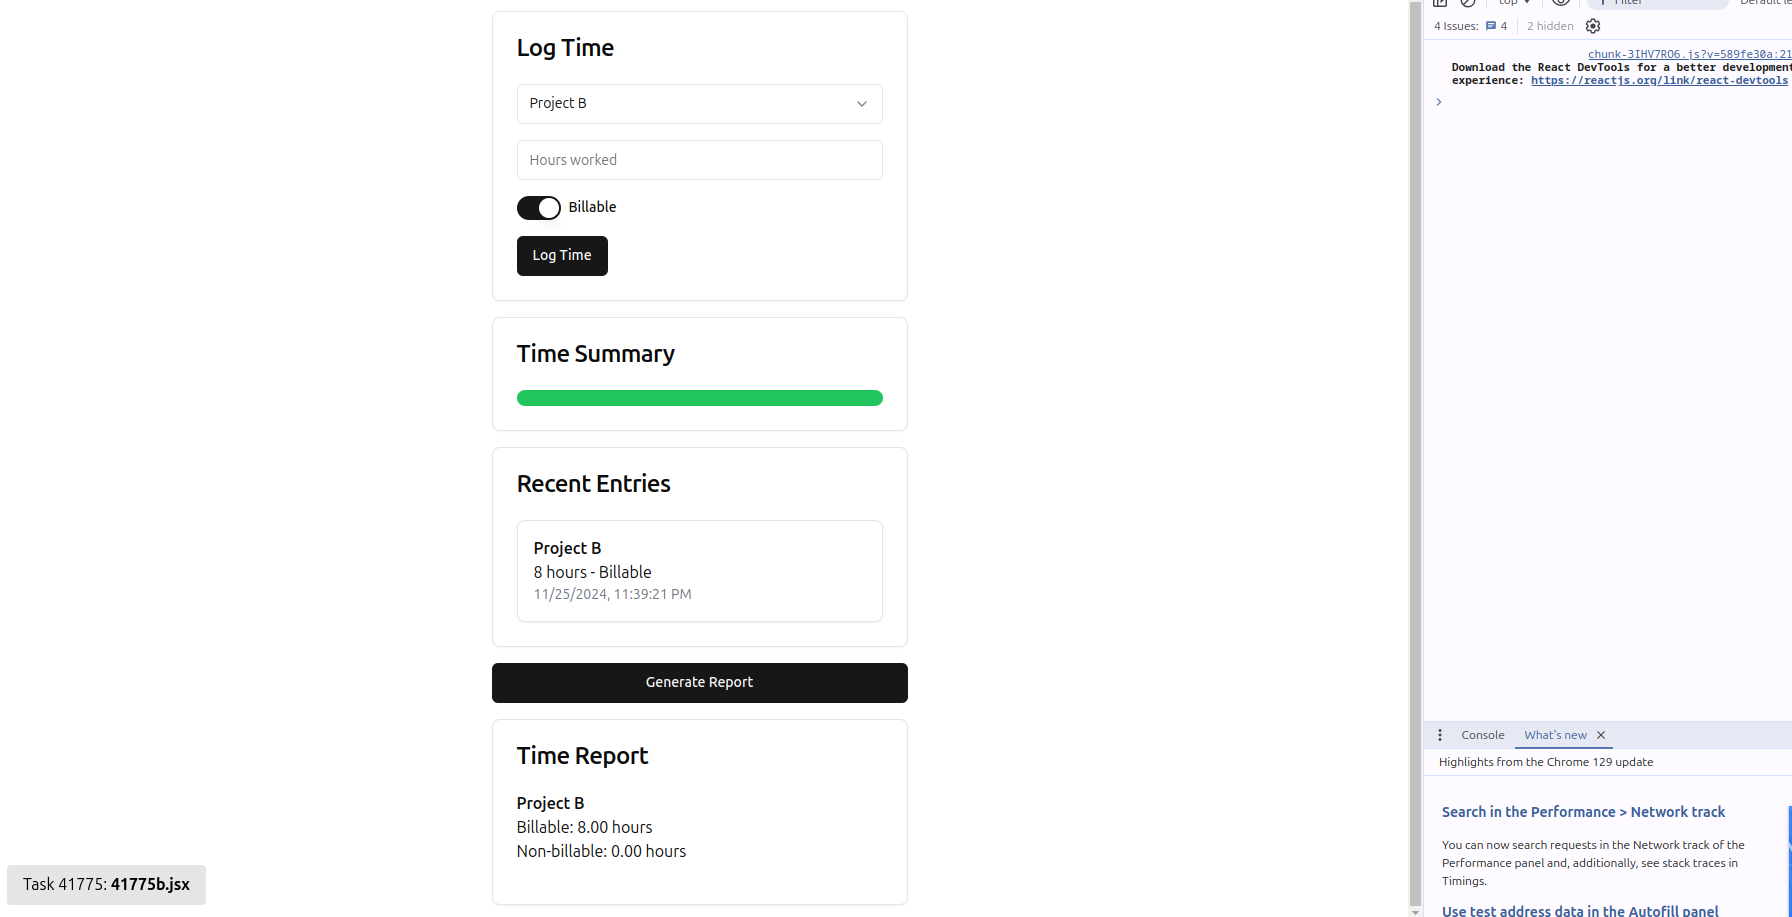 Log Time
Project B
Hours worked
Billable
Log Time
Time Summary
Recent Entries
Project B
8 hours - Billable
11/25/2024, 11:39:21 PM
Generate Report
Time Report
Project B
Billable: 8.00 hours
Non-billable: 0.00 hours
Task 41775: 41775b.jsx
top
Filter
4 Issues: 4 2 hidden
chunk-3IHV7RO6.js?v=589fe30a:21
Download the React DevTools for a better development
experience: https://reactjs.org/link/react-devtools
Console What's new
Highlights from the Chrome 129 update
Search in the Performance > Network track
You can now search requests in the Network track of the
Performance panel and, additionally, see stack traces in
Timings.
Use test address data in the Autofill panel